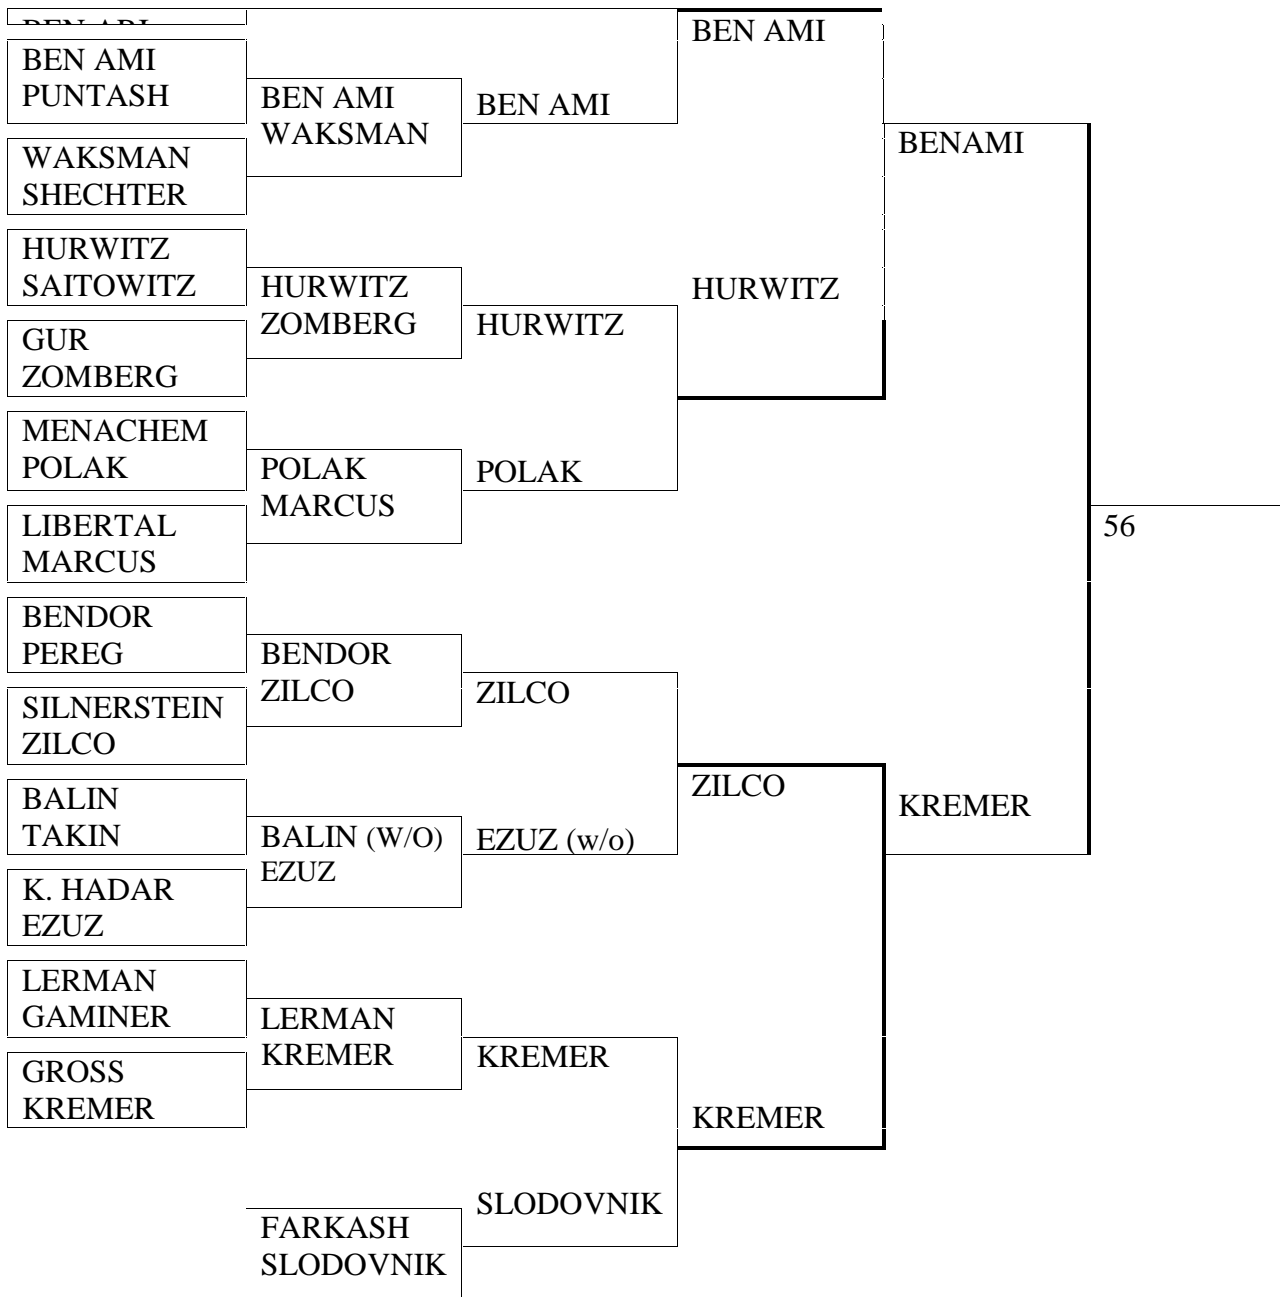 BEN AMI
PUNTASH
WAKSMAN
SHECHTER
HURWITZ
SAITOWITZ
GUR
ZOMBERG
MENACHEM
POLAK
LIBERTAL
MARCUS
BENDOR
PEREG
SILNERSTEIN
ZILCO
BALIN
TAKIN
K. HADAR
EZUZ
LERMAN
GAMINER
GROSS
KREMER
BEN AMI
WAKSMAN
HURWITZ
ZOMBERG
POLAK
MARCUS
BENDOR
ZILCO
BALIN (W/O)
EZUZ
LERMAN
KREMER
FARKASH
SLODOVNIK
BEN AMI
HURWITZ
POLAK
ZILCO
EZUZ (w/o)
KREMER
SLODOVNIK
BEN AMI
HURWITZ
ZILCO
KREMER
BENAMI
KREMER
56